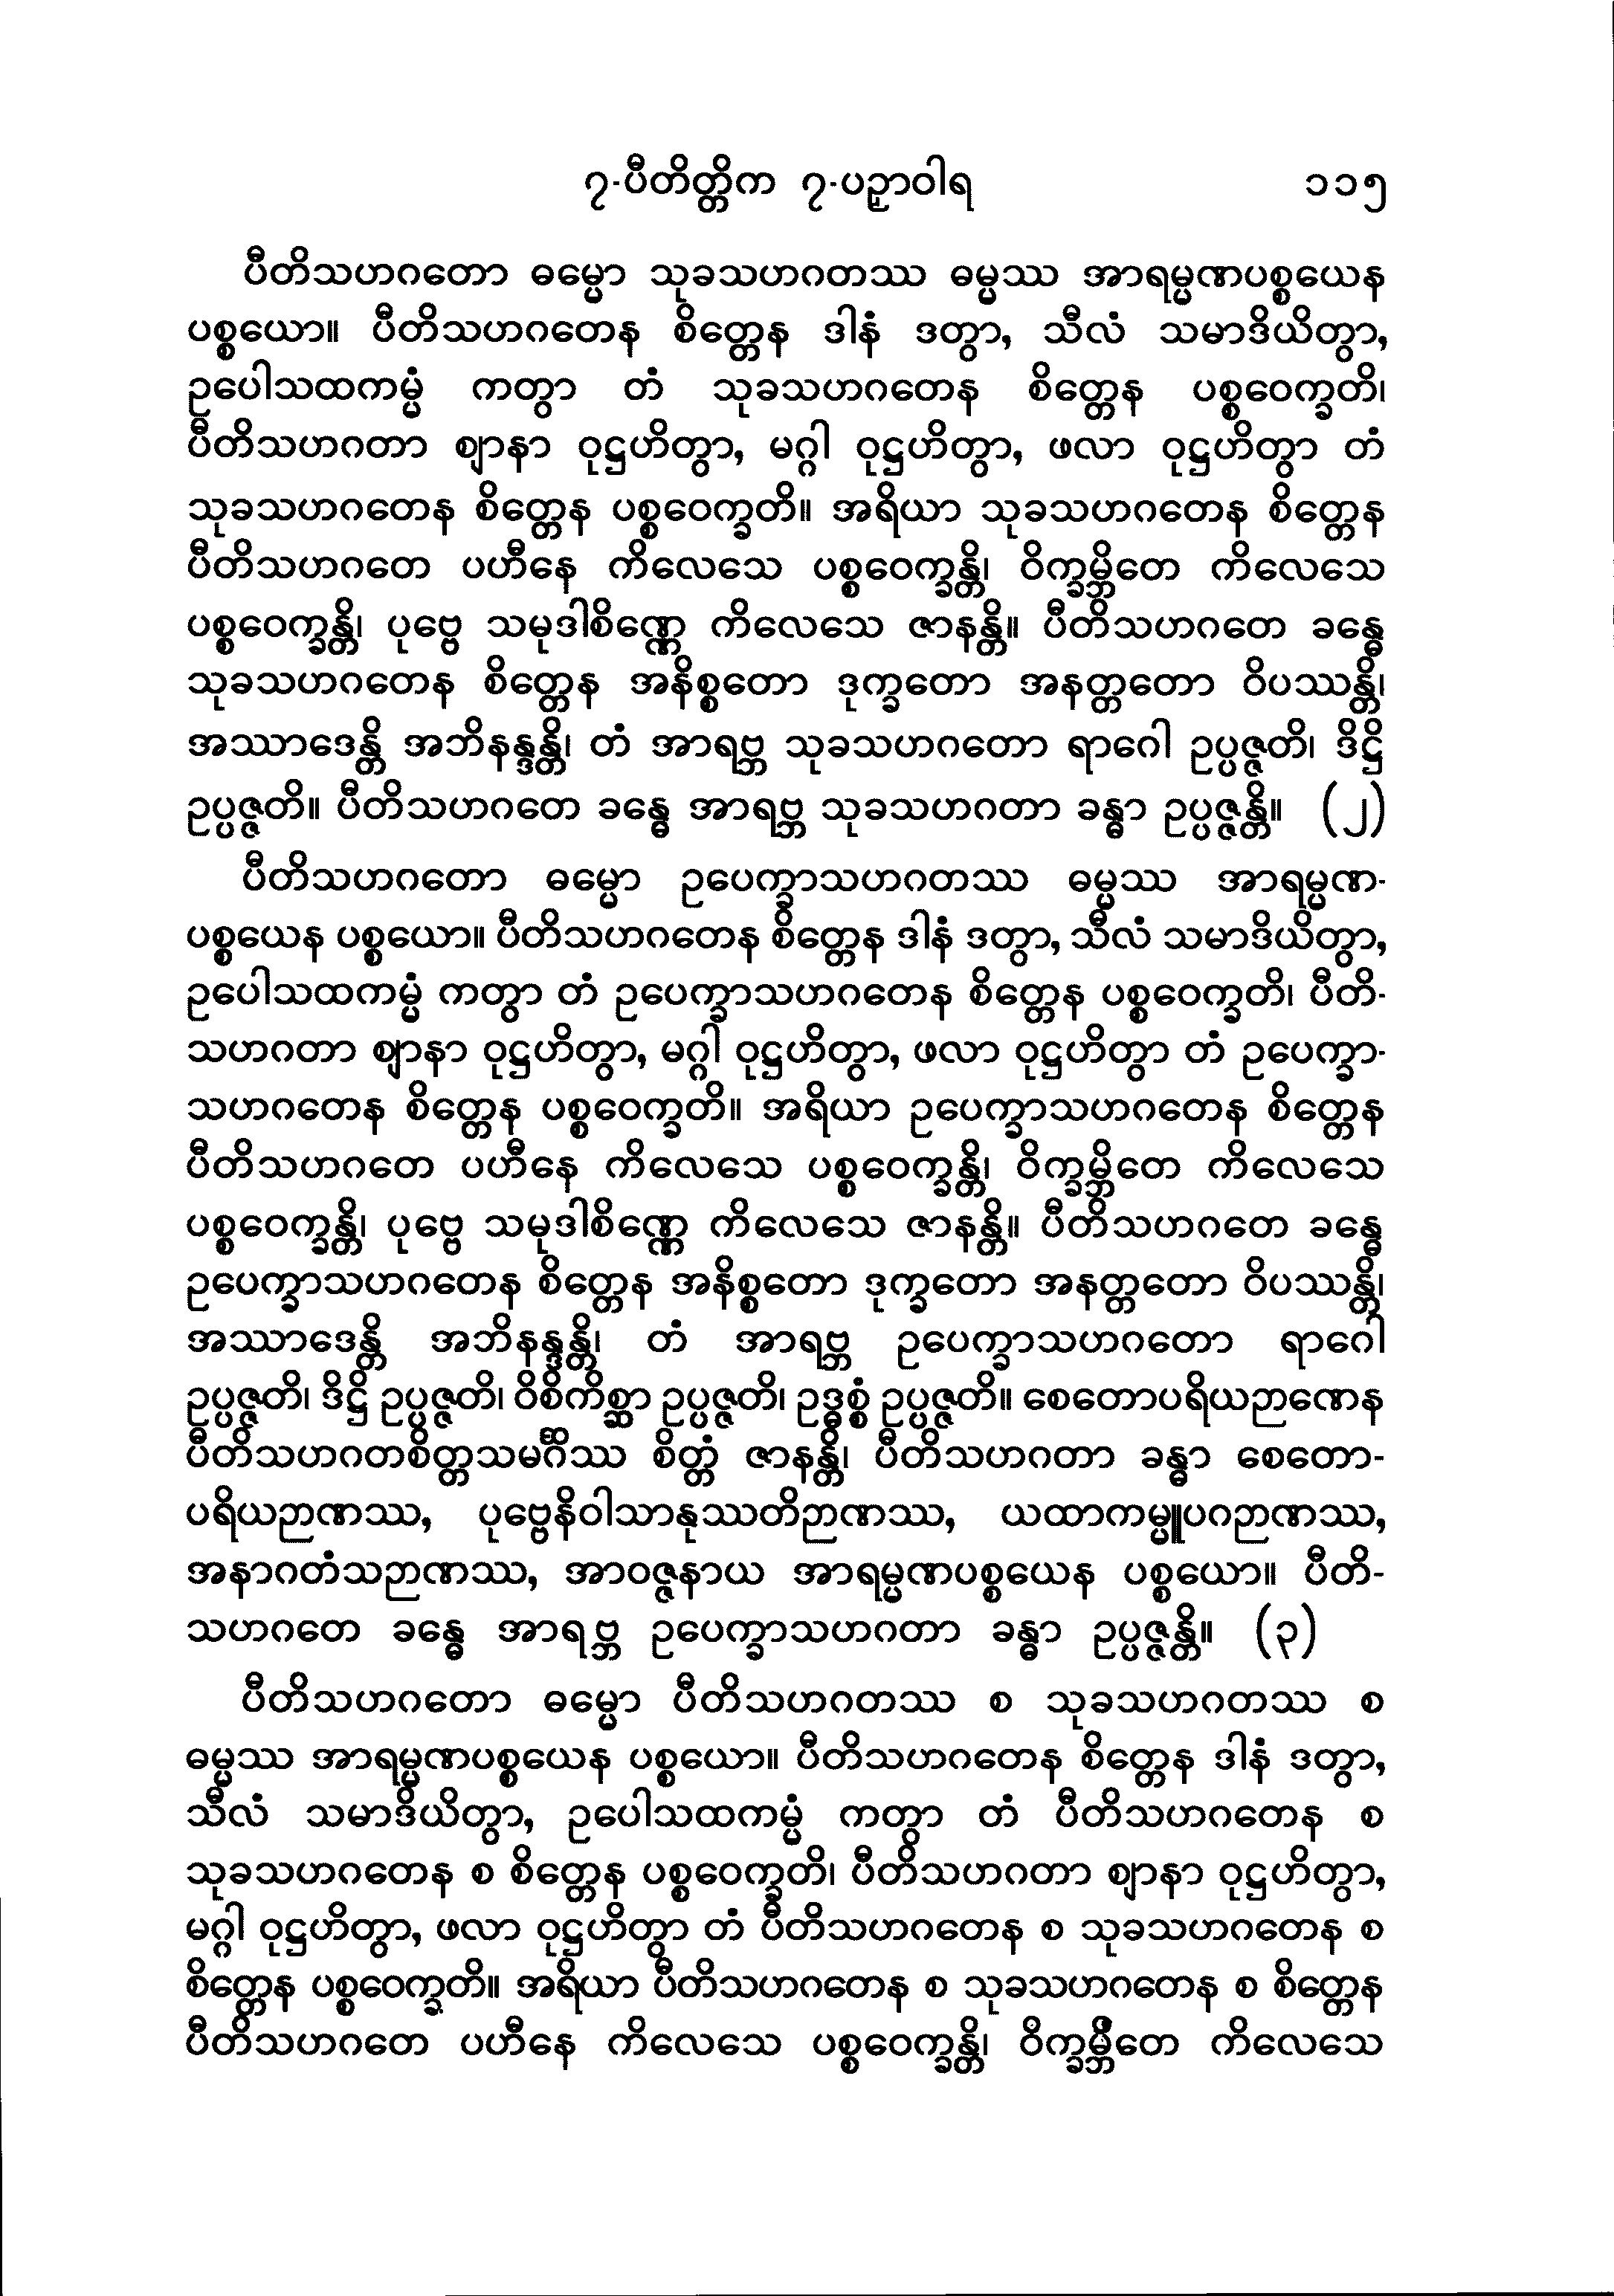 ၇-ပီတိတ္တိက ၇-ပဉှာဝါရ ၁၁၅
ပီတိသဟဂတော ဓမ္မော သုခသဟဂတဿ ဓမ္မဿ အာရမ္မဏပစ္စယေန
ပစ္စယော။ ပီတိသဟဂတေန စိတ္တေန ဒါနံ ဒတွာ, သီလံ သမာဒိယိတွာ,
ဥပေါသထကမ္မံ ကတွာ တံ သုခသဟဂတေန စိတ္တေန ပစ္စဝေက္ခတိ၊
ပီတိသဟဂတာ ဈာနာ ဝုဋ္ဌဟိတွာ, မဂ္ဂါ ဝုဋ္ဌဟိတွာ, ဖလာ ဝုဋ္ဌဟိတွာ တံ
သုခသဟဂတေန စိတ္တေန ပစ္စဝေက္ခတိ။ အရိယာ သုခသဟဂတေန စိတ္တေန
ပီတိသဟဂတေ ပဟီနေ ကိလေသေ ပစ္စဝေက္ခန္တိ၊ ဝိက္ခမ္ဘိတေ ကိလေသေ
ပစ္စဝေက္ခန္တိ၊ ပုဗ္ဗေ သမုဒါစိဏ္ဏေ ကိလေသေ ဇာနန္တိ။ ပီတိသဟဂတေ ခန္ဓေ
သုခသဟဂတေန စိတ္တေန အနိစ္စတော ဒုက္ခတော အနတ္တတော ဝိပဿန္တိ၊
အဿာဒေန္တိ အဘိနန္ဒန္တိ၊ တံ အာရဗ္ဘ သုခသဟဂတော ရာဂေါ ဥပ္ပဇ္ဇတိ၊ ဒိဋ္ဌိ
ဥပ္ပဇ္ဇတိ။ ပီတိသဟဂတေ ခန္ဓေ အာရဗ္ဘ သုခသဟဂတာ ခန္ဓာ ဥပ္ပဇ္ဇန္တိ။ (၂)
ပီတိသဟဂတော ဓမ္မော ဥပေက္ခာသဟဂတဿ ဓမ္မဿ အာရမ္မဏ-
ပစ္စယေန ပစ္စယော။ ပီတိသဟဂတေန စိတ္တေန ဒါနံ ဒတွာ, သီလံ သမာဒိယိတွာ,
ဥပေါသထကမ္မံ ကတွာ တံ ဥပေက္ခာသဟဂတေန စိတ္တေန ပစ္စဝေက္ခတိ၊ ပီတိ-
သဟဂတာ ဈာနာ ဝုဋ္ဌဟိတွာ, မဂ္ဂါ ဝုဋ္ဌဟိတွာ, ဖလာ ဝုဋ္ဌဟိတွာ တံ ဥပေက္ခာ-
သဟဂတေန စိတ္တေန ပစ္စဝေက္ခတိ။ အရိယာ ဥပေက္ခာသဟဂတေန စိတ္တေန
ပီတိသဟဂတေ ပဟီနေ ကိလေသေ ပစ္စဝေက္ခန္တိ၊ ဝိက္ခမ္ဘိတေ ကိလေသေ
ပစ္စဝေက္ခန္တိ၊ ပုဗ္ဗေ သမုဒါစိဏ္ဏေ ကိလေသေ ဇာနန္တိ။ ပီတိသဟဂတေ ခန္ဓေ
ဥပေက္ခာသဟဂတေန စိတ္တေန အနိစ္စတော ဒုက္ခတော အနတ္တတော ဝိပဿန္တိ၊
အဿာဒေန္တိ အဘိနန္ဒန္တိ၊ တံ အာရဗ္ဘ ဥပေက္ခာသဟဂတော ရာဂေါ
ဥပ္ပဇ္ဇတိ၊ ဒိဋ္ဌိ ဥပ္ပဇ္ဇတိ၊ ဝိစိကိစ္ဆာ ဥပ္ပဇ္ဇတိ၊ ဥဒ္ဓစ္စံ ဥပ္ပဇ္ဇတိ။ စေတောပရိယဉာဏေန
ပီတိသဟဂတစိတ္တသမင်္ဂိဿ စိတ္တံ ဇာနန္တိ၊ ပီတိသဟဂတာ ခန္ဓာ စေတော-
ပရိယဉာဏဿ, ပုဗ္ဗေနိဝါသာနုဿတိဉာဏဿ, ယထာကမ္မူပဂဉာဏဿ,
အနာဂတံသဉာဏဿ, အာဝဇ္ဇနာယ အာရမ္မဏပစ္စယေန ပစ္စယော။ ပီတိ-
သဟဂတေ ခန္ဓေ အာရဗ္ဘ ဥပေက္ခာသဟဂတာ ခန္ဓာ ဥပ္ပဇ္ဇန္တိ။ (၃)
ပီတိသဟဂတော ဓမ္မော ပီတိသဟဂတဿ စ သုခသဟဂတဿ စ
ဓမ္မဿ အာရမ္မဏပစ္စယေန ပစ္စယော။ ပီတိသဟဂတေန စိတ္တေန ဒါနံ ဒတွာ,
သီလံ သမာဒိယိတွာ, ဥပေါသထကမ္မံ ကတွာ တံ ပီတိသဟဂတေန စ
သုခသဟဂတေန စ စိတ္တေန ပစ္စဝေက္ခတိ၊ ပီတိသဟဂတာ ဈာနာ ဝုဋ္ဌဟိတွာ,
မဂ္ဂါ ဝုဋ္ဌဟိတွာ, ဖလာ ဝုဋ္ဌဟိတွာ တံ ပီတိသဟဂတေန စ သုခသဟဂတေန စ
စိတ္တေန ပစ္စဝေက္ခတိ။ အရိယာ ပီတိသဟဂတေန စ သုခသဟဂတေန စ စိတ္တေန
ပီတိသဟဂတေ ပဟီနေ ကိလေသေ ပစ္စဝေက္ခန္တိ၊ ဝိက္ခမ္ဘိတေ ကိလေသေ